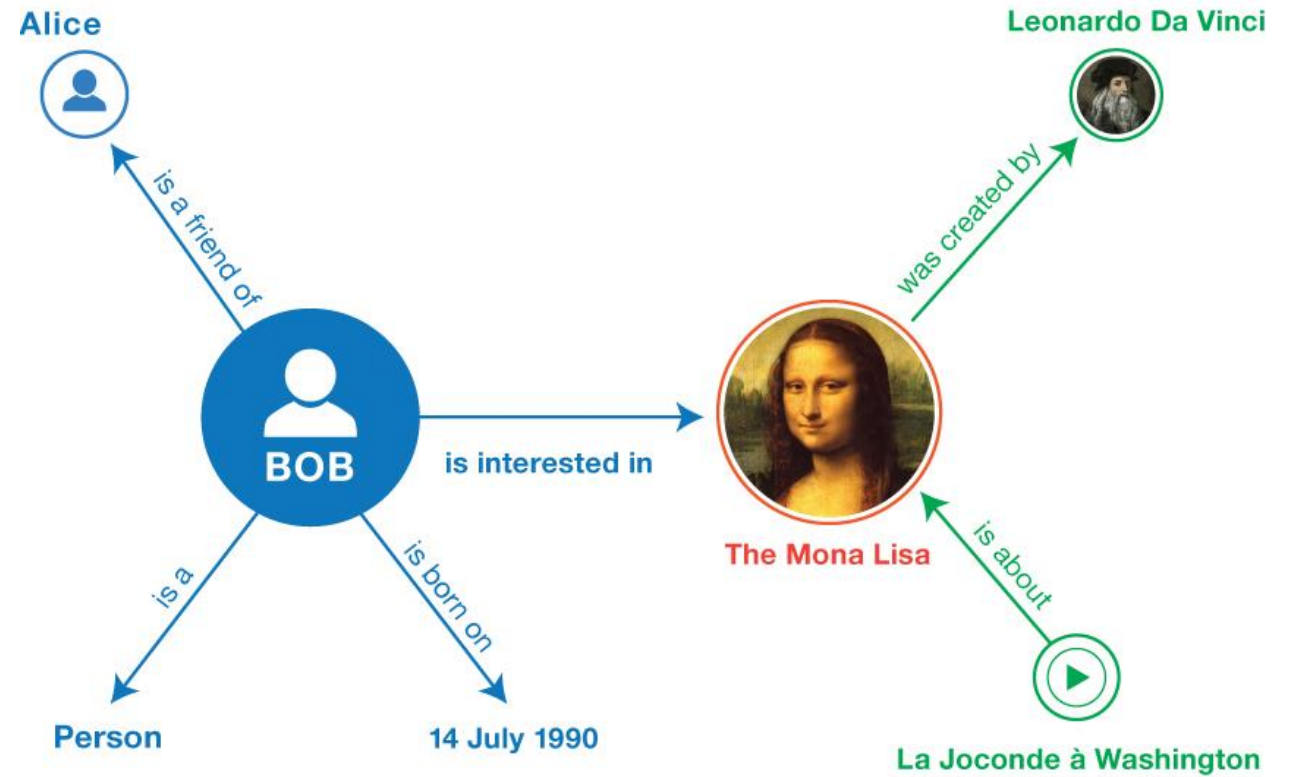 Alice
Leonardo Da Vinci
is a friend of
was created by
BOB
is interested in
The Mona Lisa
is a
is born on
is about
Person
14 July 1990
La Joconde à Washington